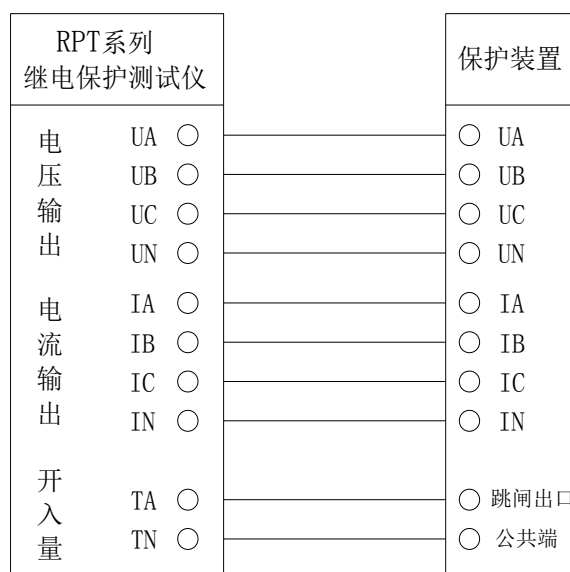 RPT系列
继电保护测试仪
保护装置
电压输出
UA
UB
UC
UN
电流输出
IA
IB
IC
IN
开入量
TA
TN
UA
UB
UC
UN
IA
IB
IC
IN
跳闸出口
公共端